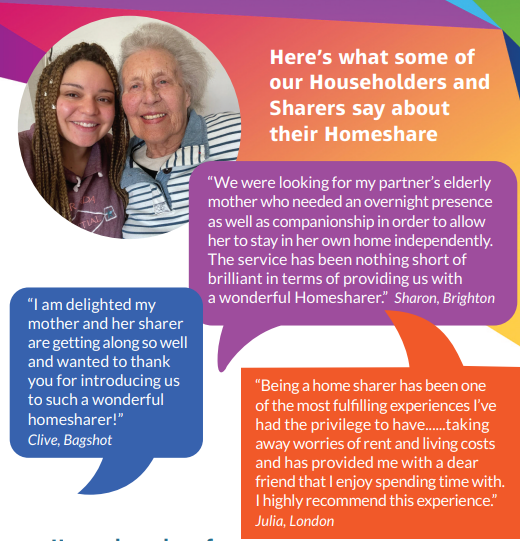 Here's what some of
our Householders and
Sharers say about
their Homeshare
“We were looking for my partner's elderly
mother who needed an overnight presence
as well as companionship in order to allow
her to stay in her own home independently.
The service has been nothing short of
brilliant in terms of providing us with
a wonderful Homesharer.” Sharon, Brighton
“I am delighted my
mother and her sharer
are getting along so well
and wanted to thank
you for introducing us
to such a wonderful
homesharer!”
Clive, Bagshot
“Being a home sharer has been one
of the most fulfilling experiences I've
had the privilege to have......taking
away worries of rent and living costs
and has provided me with a dear
friend that I enjoy spending time with.
I highly recommend this experience.”
Julia, London